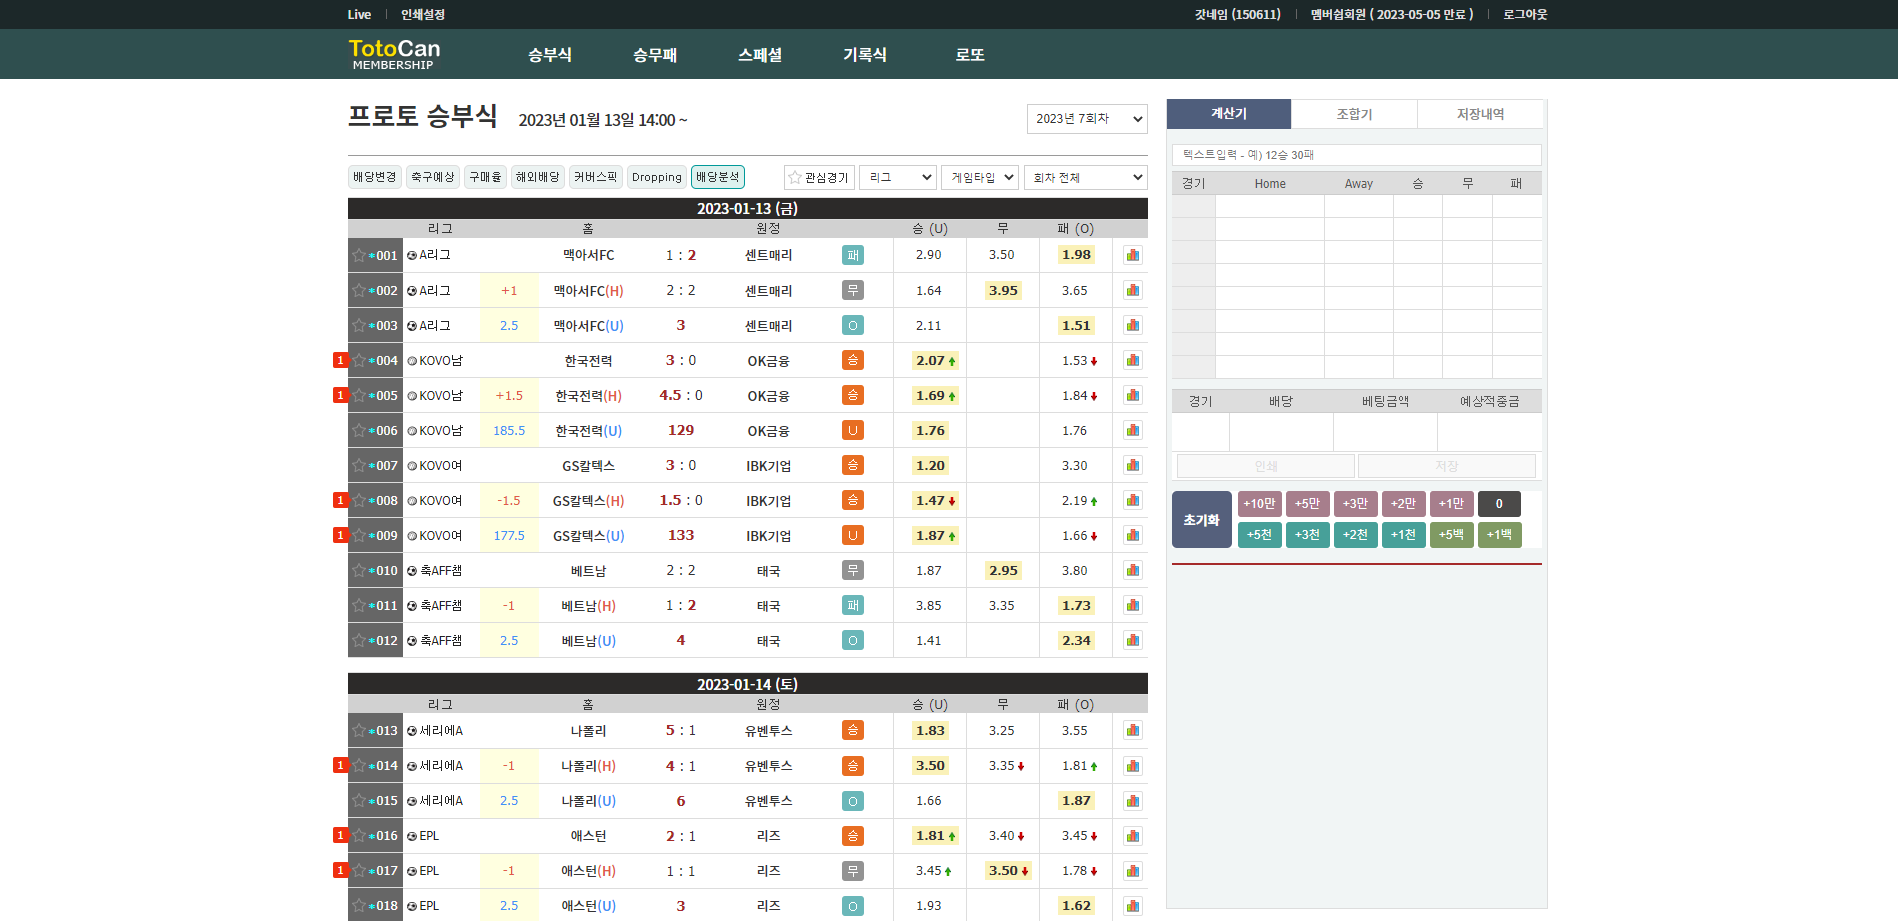 Live | 인쇄설정 갓네임 (150611) | 멤버쉽회원 ( 2023-05-05 만료 ) | 로그아웃
TotoCan
MEMBERSHIP
승부식 승무패 스페셜 기록식 로또
프로토 승부식 2023년 01월 13일 14:00 ~ 2023년 7회차
배당변경 축구예상 구매율 해외배당 커버스픽 Dropping 배당분석 관심경기 리그 게임타입 회차 전체
2023-01-13 (금)
리그 홈 원정 승 (U) 무 패 (O)
*001 A리그 맥아서FC 1 : 2 센트매리 패 2.90 3.50 1.98
*002 A리그 +1 맥아서FC(H) 2 : 2 센트매리 무 1.64 3.95 3.65
*003 A리그 2.5 맥아서FC(U) 3 센트매리 O 2.11 1.51
1 *004 KOVO남 한국전력 3 : 0 OK금융 승 2.07 1.53
1 *005 KOVO남 +1.5 한국전력(H) 4.5 : 0 OK금융 승 1.69 1.84
*006 KOVO남 185.5 한국전력(U) 129 OK금융 U 1.76 1.76
*007 KOVO여 GS칼텍스 3 : 0 IBK기업 승 1.20 3.30
1 *008 KOVO여 -1.5 GS칼텍스(H) 1.5 : 0 IBK기업 승 1.47 2.19
1 *009 KOVO여 177.5 GS칼텍스(U) 133 IBK기업 U 1.87 1.66
*010 축AFF챔 베트남 2 : 2 태국 무 1.87 2.95 3.80
*011 축AFF챔 -1 베트남(H) 1 : 2 태국 패 3.85 3.35 1.73
*012 축AFF챔 2.5 베트남(U) 4 태국 O 1.41 2.34
2023-01-14 (토)
리그 홈 원정 승 (U) 무 패 (O)
*013 세리에A 나폴리 5 : 1 유벤투스 승 1.83 3.25 3.55
1 *014 세리에A -1 나폴리(H) 4 : 1 유벤투스 승 3.50 3.35 1.81
*015 세리에A 2.5 나폴리(U) 6 유벤투스 O 1.66 1.87
1 *016 EPL 애스턴 2 : 1 리즈 승 1.81 3.40 3.45
1 *017 EPL -1 애스턴(H) 1 : 1 리즈 무 3.45 3.50 1.78
*018 EPL 2.5 애스턴(U) 3 리즈 O 1.93 1.62
계산기 조합기 저장내역
텍스트입력 - 예) 12승 30패
경기 Home Away 승 무 패
경기 배당 베팅금액 예상적중금
인쇄 저장
초기화
+10만 +5만 +3만 +2만 +1만 0
+5천 +3천 +2천 +1천 +5백 +1백